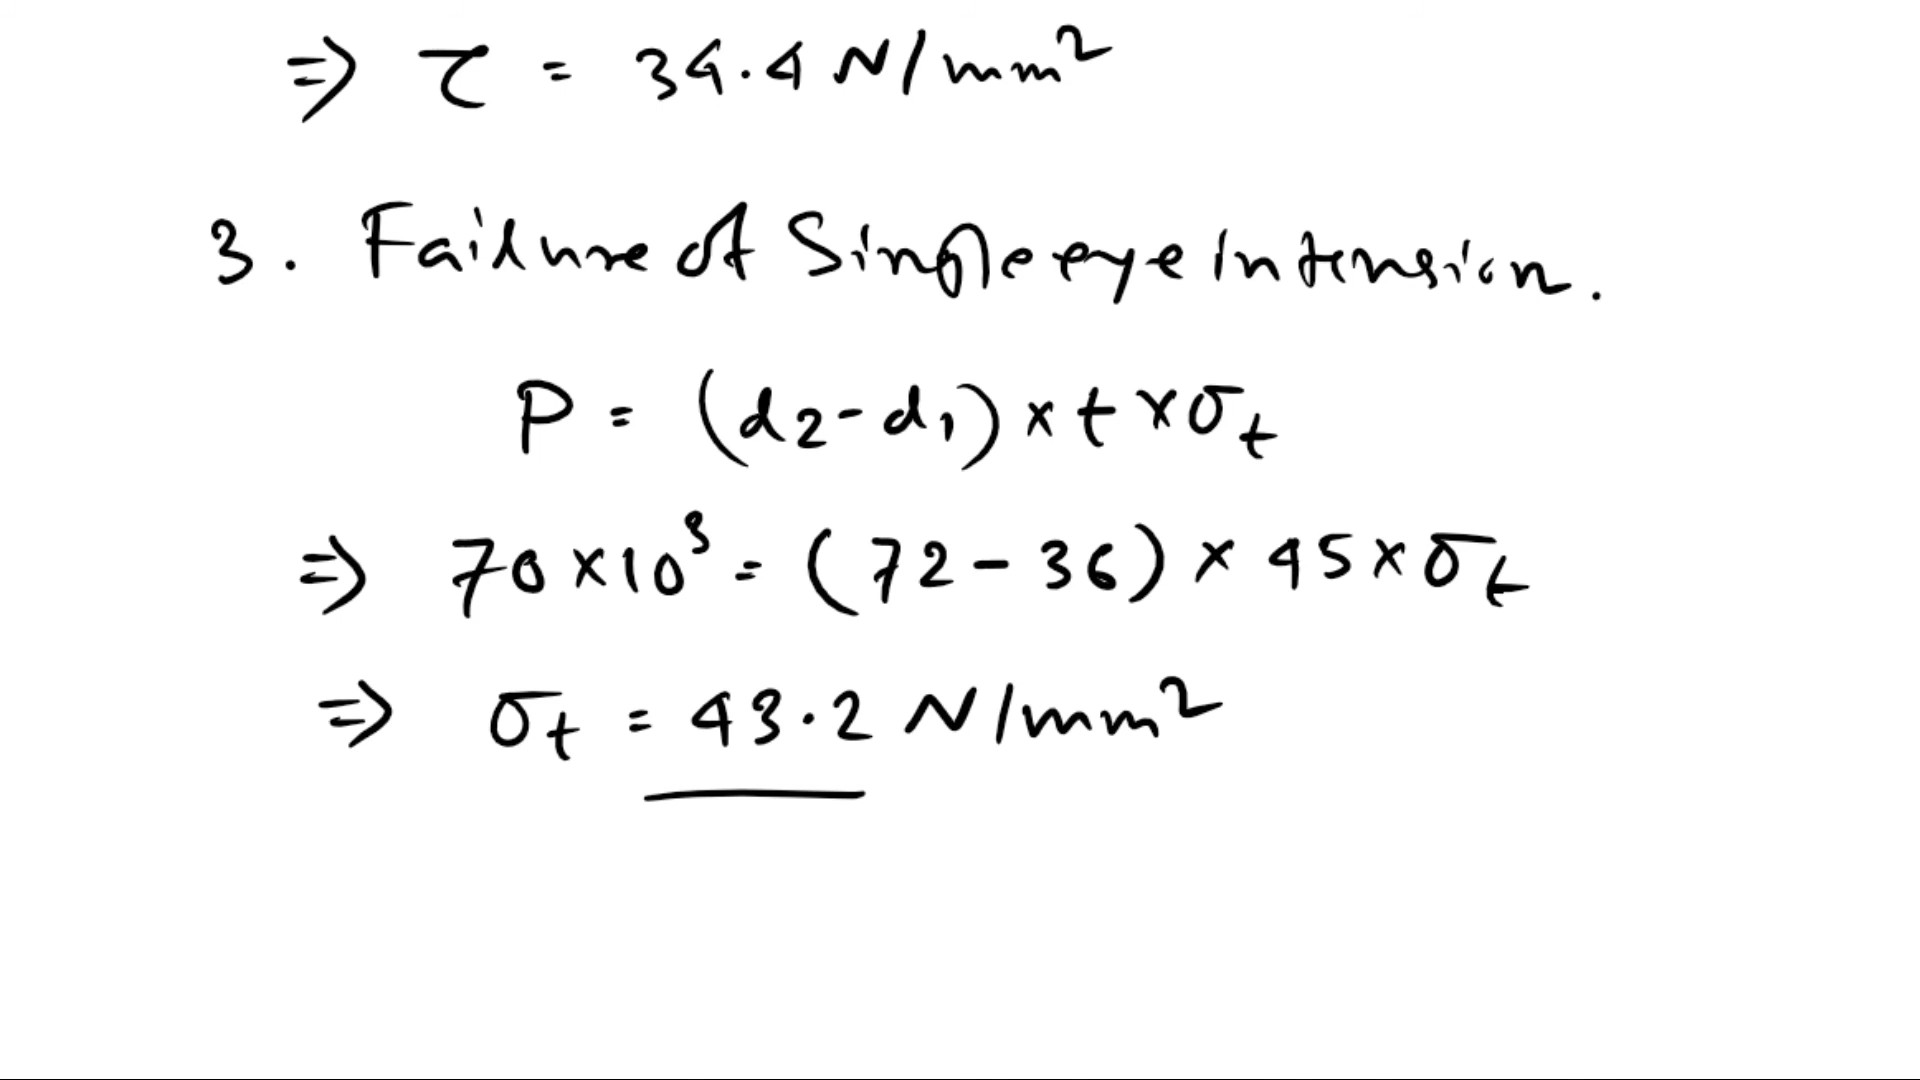 ⇒ τ = 34.4 N/mm²
3. Failure of Single eye in tension.
P = (d₂-d₁) × t × σₜ
⇒ 70×10³ = (72-36) × 45 × σₜ
⇒ σₜ = 43.2 N/mm²